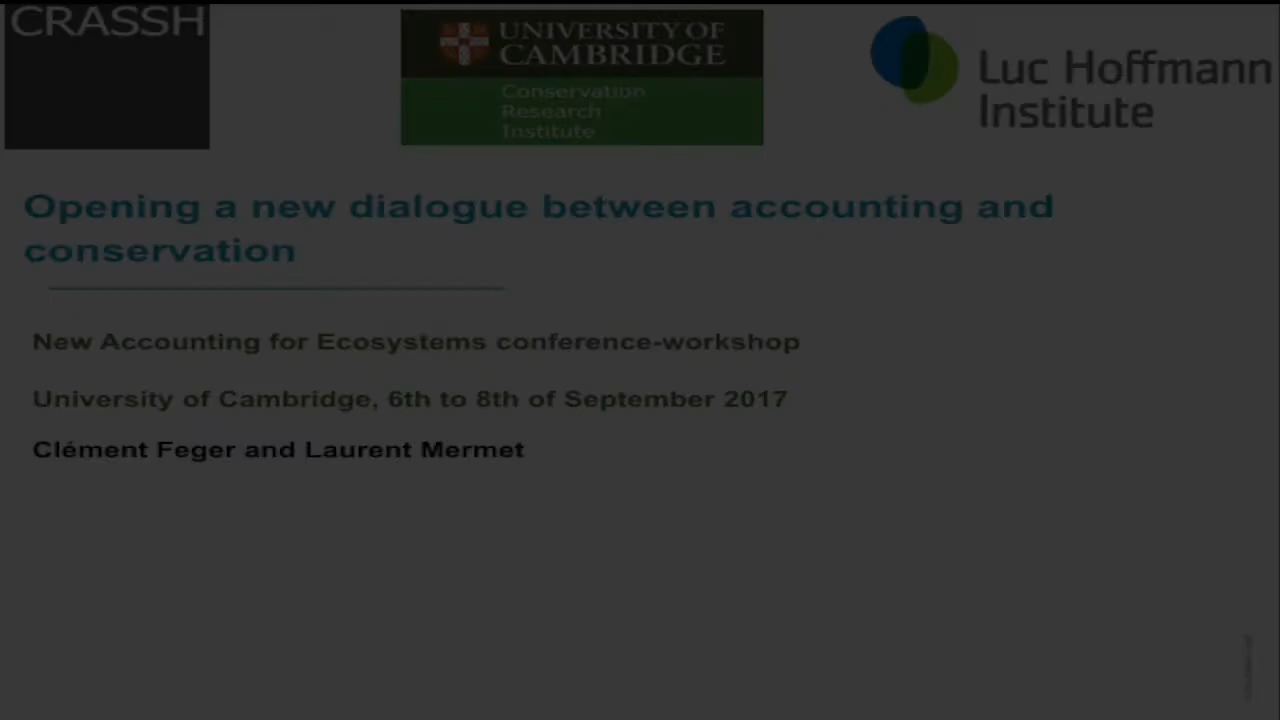 CRASSH
UNIVERSITY OF
CAMBRIDGE
Conservation
Research
Institute
Luc Hoffmann
Institute
Opening a new dialogue between accounting and
conservation
New Accounting for Ecosystems conference-workshop
University of Cambridge, 6th to 8th of September 2017
Clément Feger and Laurent Mermet